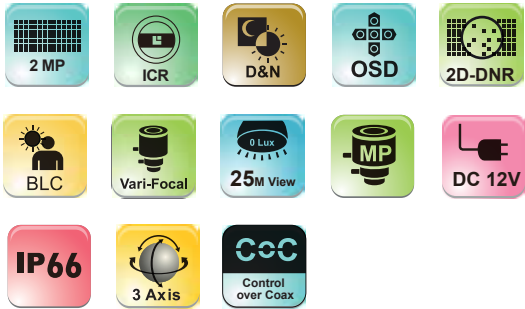 2 MP
ICR
D&N
OSD
2D-DNR
BLC
Vari-Focal
0 Lux
25M View
MP
DC 12V
IP66
3 Axis
CoC
Control
over Coax